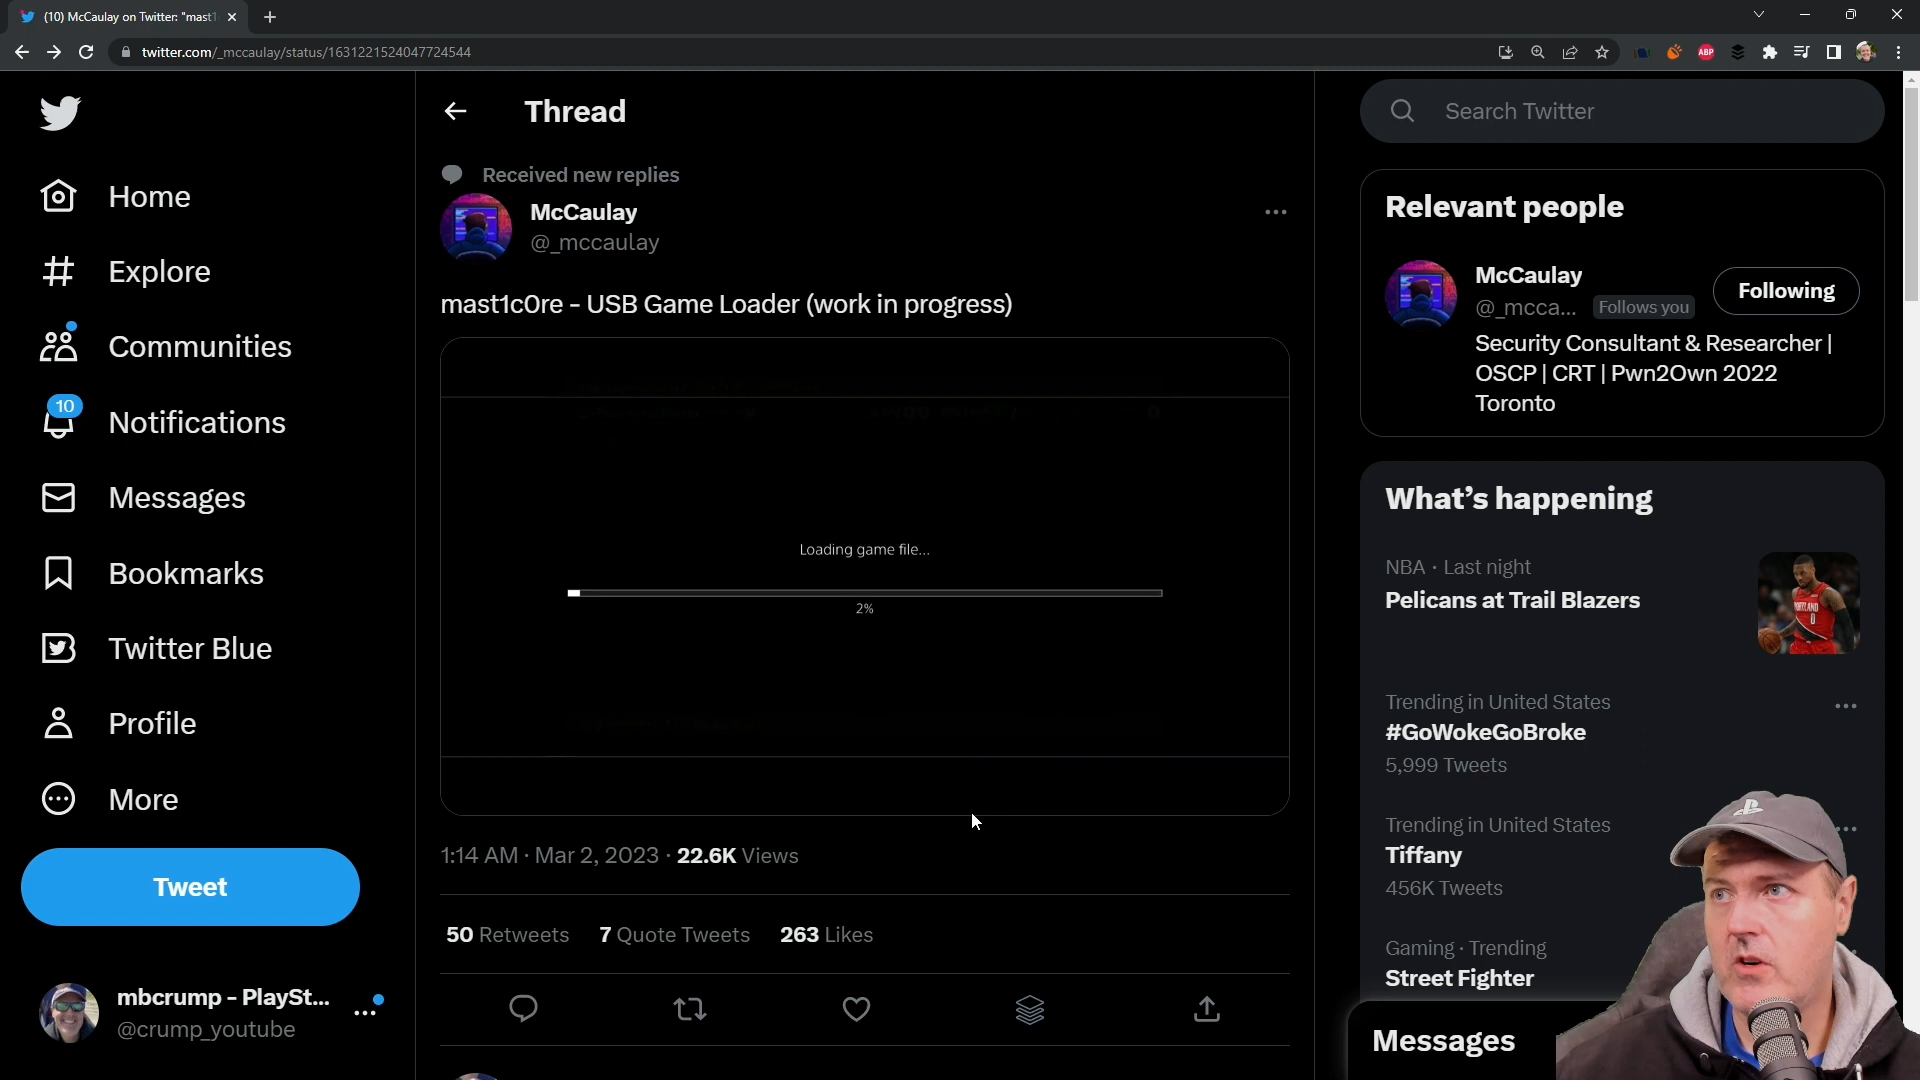 (10) McCaulay on Twitter: "mast1
twitter.com/_mccaulay/status/1631221524047724544
ABP
Home
Explore
Communities
10
Notifications
Messages
Bookmarks
Twitter Blue
Profile
More
Tweet
mbcrump - PlaySt...
@crump_youtube
Thread
Received new replies
McCaulay
@_mccaulay
mast1c0re - USB Game Loader (work in progress)
Loading game file...
2%
1:14 AM · Mar 2, 2023 · 22.6K Views
50 Retweets 7 Quote Tweets 263 Likes
Search Twitter
Relevant people
McCaulay
@_mcca... Follows you
Following
Security Consultant & Researcher |
OSCP | CRT | Pwn2Own 2022
Toronto
What's happening
NBA · Last night
Pelicans at Trail Blazers
Trending in United States
#GoWokeGoBroke
5,999 Tweets
Trending in United States
Tiffany
456K Tweets
Gaming · Trending
Street Fighter
Messages